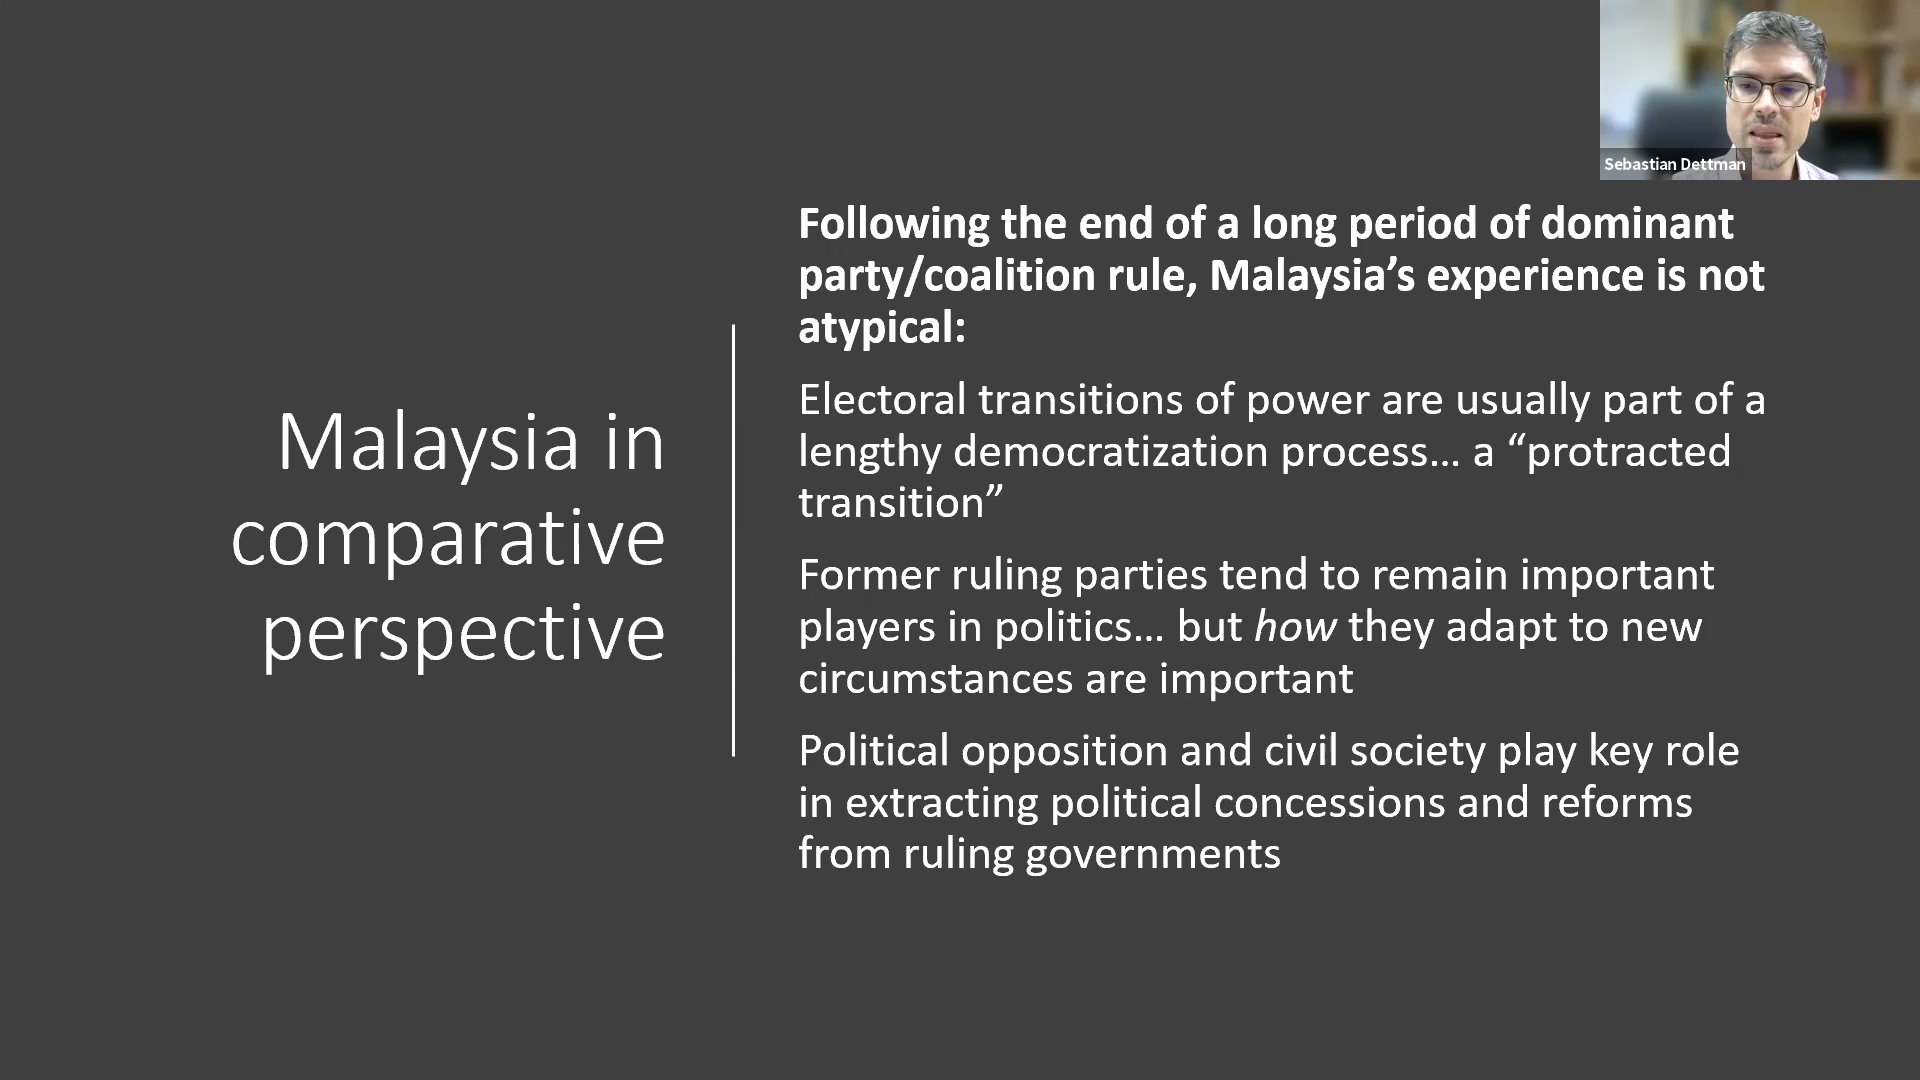 Sebastian Dettman
Malaysia in
comparative
perspective
Following the end of a long period of dominant
party/coalition rule, Malaysia’s experience is not
atypical:
Electoral transitions of power are usually part of a
lengthy democratization process… a “protracted
transition”
Former ruling parties tend to remain important
players in politics… but how they adapt to new
circumstances are important
Political opposition and civil society play key role
in extracting political concessions and reforms
from ruling governments